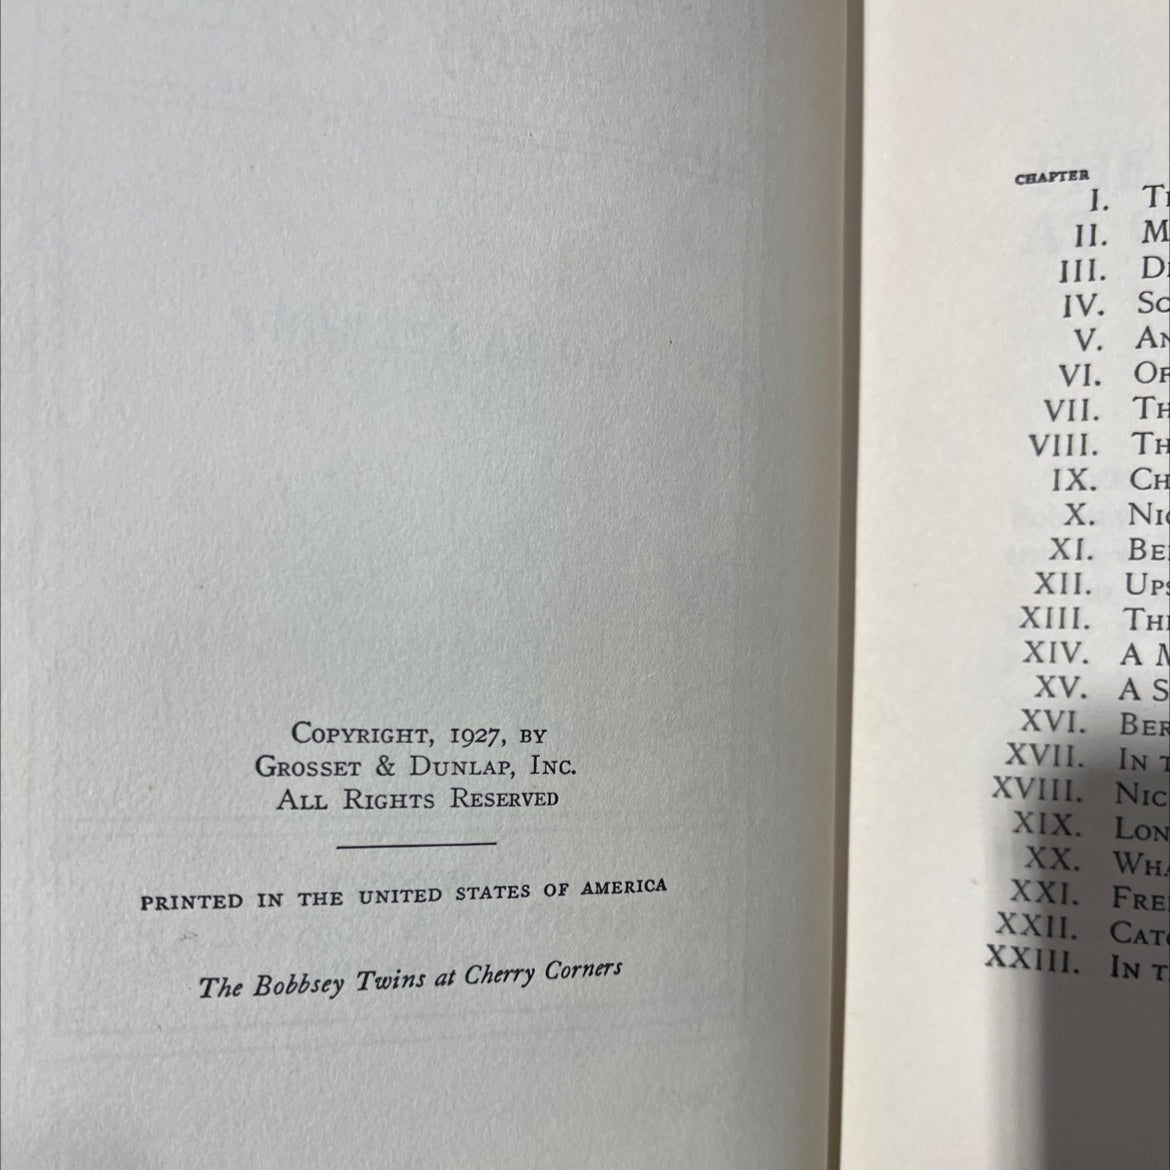 Copyright, 1927, by
Grosset & Dunlap, Inc.
All Rights Reserved
PRINTED IN THE UNITED STATES OF AMERICA
The Bobbsey Twins at Cherry Corners
CHAPTER
I.
II.
III.
IV.
V.
VI.
VII.
VIII.
IX.
X.
XI.
XII.
XIII.
XIV. A
XV. A
XVI.
XVII. In
XVIII.
XIX.
XX.
XXI.
XXII.
XXIII. In